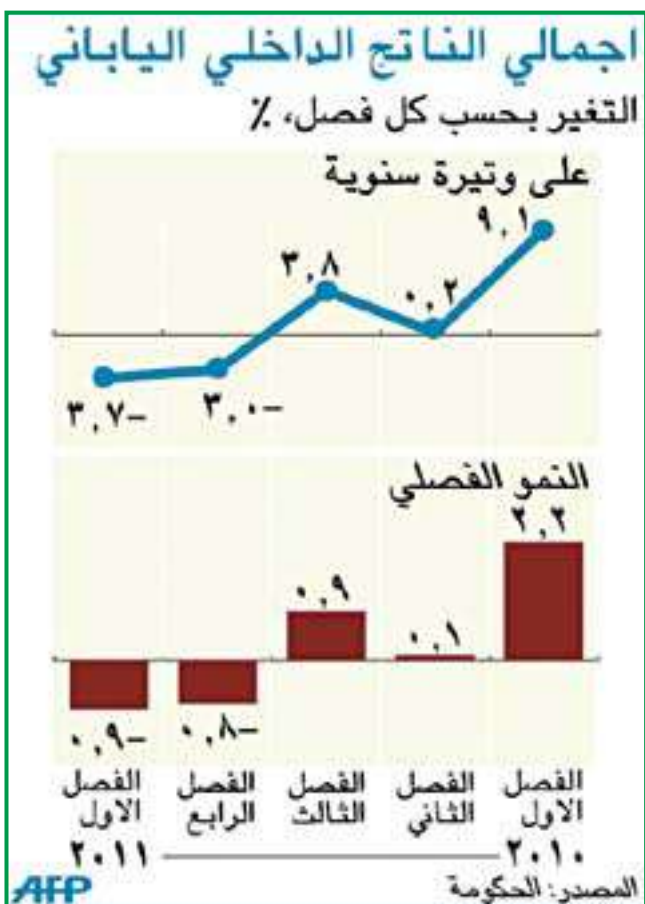 اجمالي الناتج الداخلي الياباني
التغير بحسب كل فصل، ٪
على وتيرة سنوية
٩,١
٠,٢
٣,٨
٣,٠–
٣,٧–
النمو الفصلي
٢,٢
٠,١
٠,٩
٠,٨–
٠,٩–
الفصل الاول
الفصل الثاني
الفصل الثالث
الفصل الرابع
الفصل الاول
٢٠١٠ ٢٠١١
المصدر: الحكومة
AFP